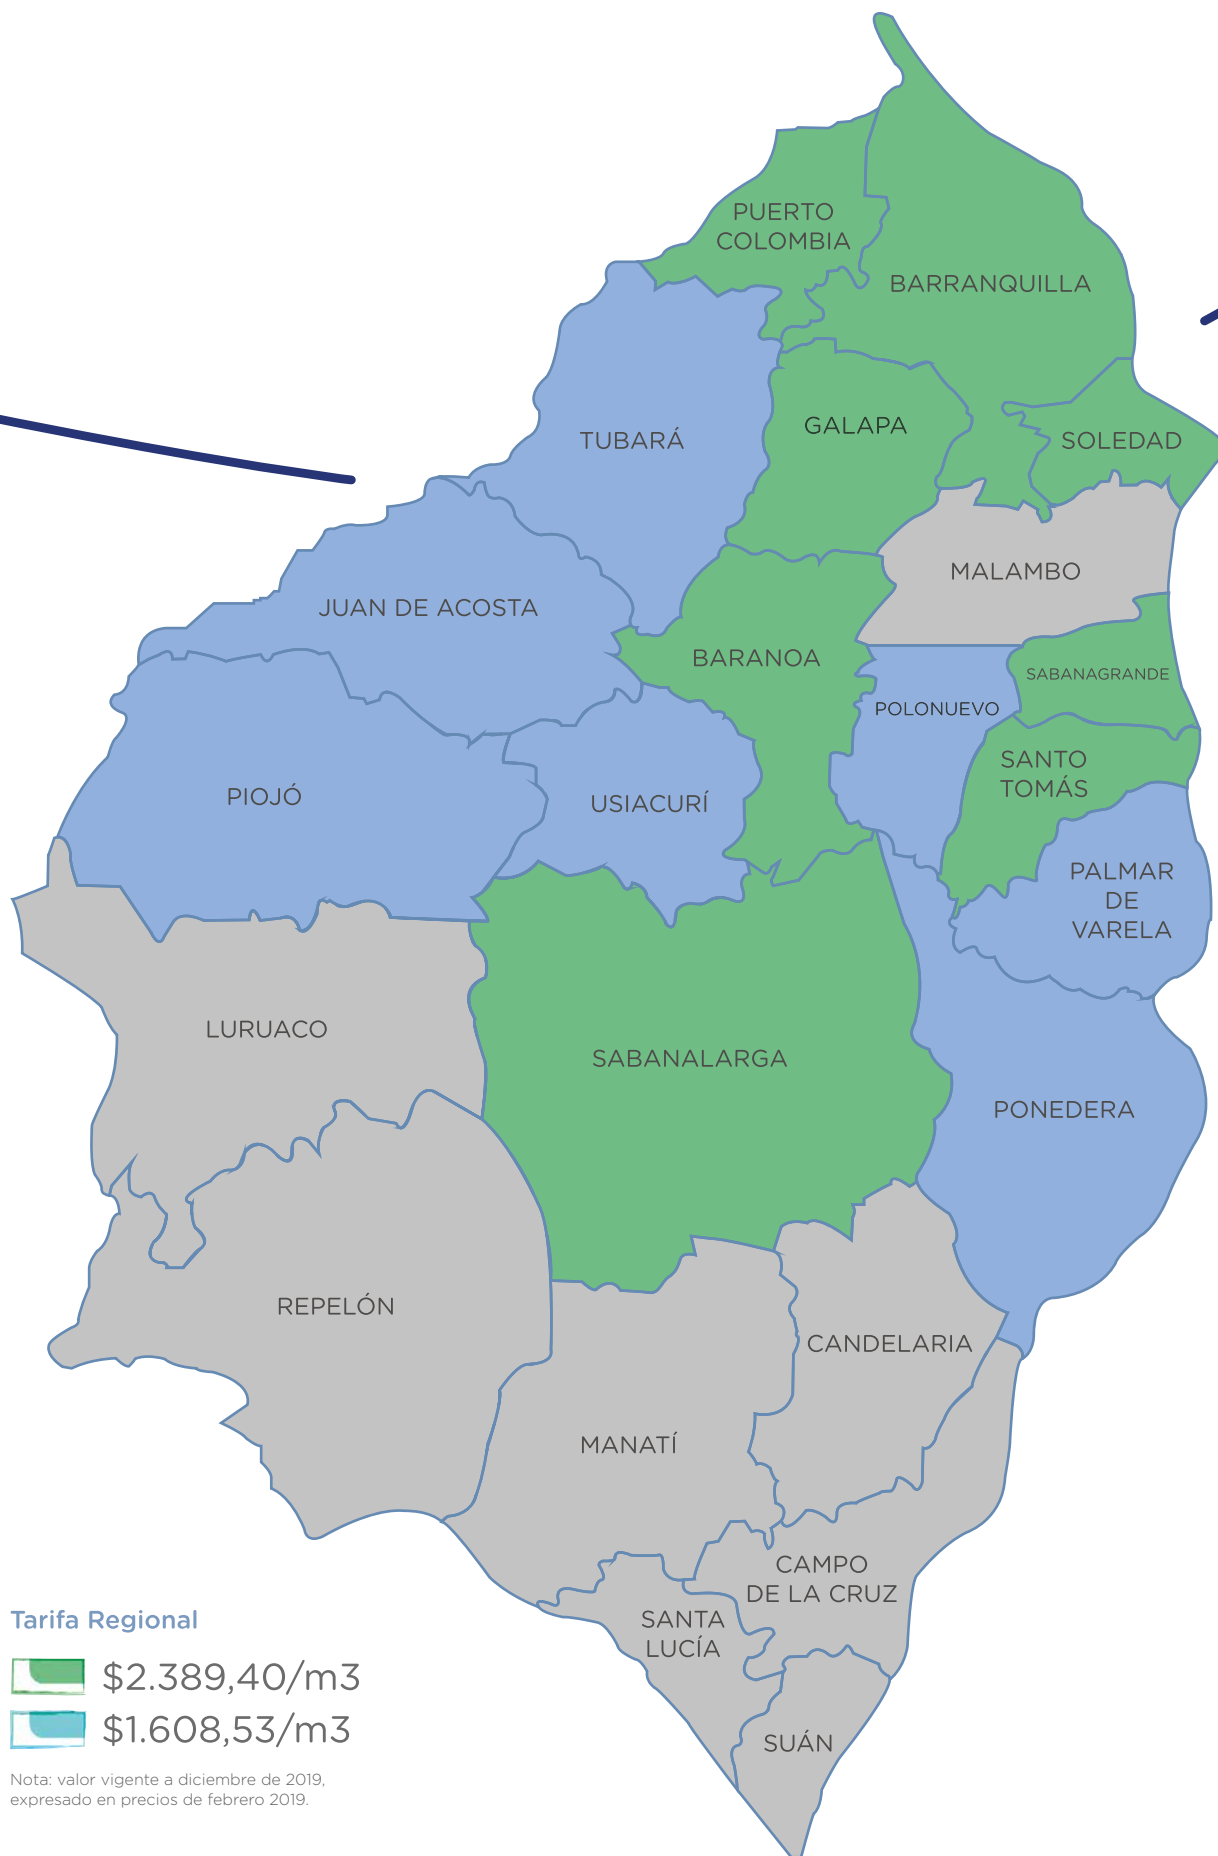 PUERTO
COLOMBIA
BARRANQUILLA
GALAPA
TUBARÁ
SOLEDAD
MALAMBO
JUAN DE ACOSTA
BARANOA
SABANAGRANDE
POLONUEVO
SANTO
TOMÁS
PIOJÓ
USIACURÍ
PALMAR
DE
VARELA
LURUACO
SABANALARGA
PONEDERA
REPELÓN
CANDELARIA
MANATÍ
CAMPO
DE LA CRUZ
SANTA
LUCÍA
SUÁN
Tarifa Regional
$2.389,40/m3
$1.608,53/m3
Nota: valor vigente a diciembre de 2019,
expresado en precios de febrero 2019.